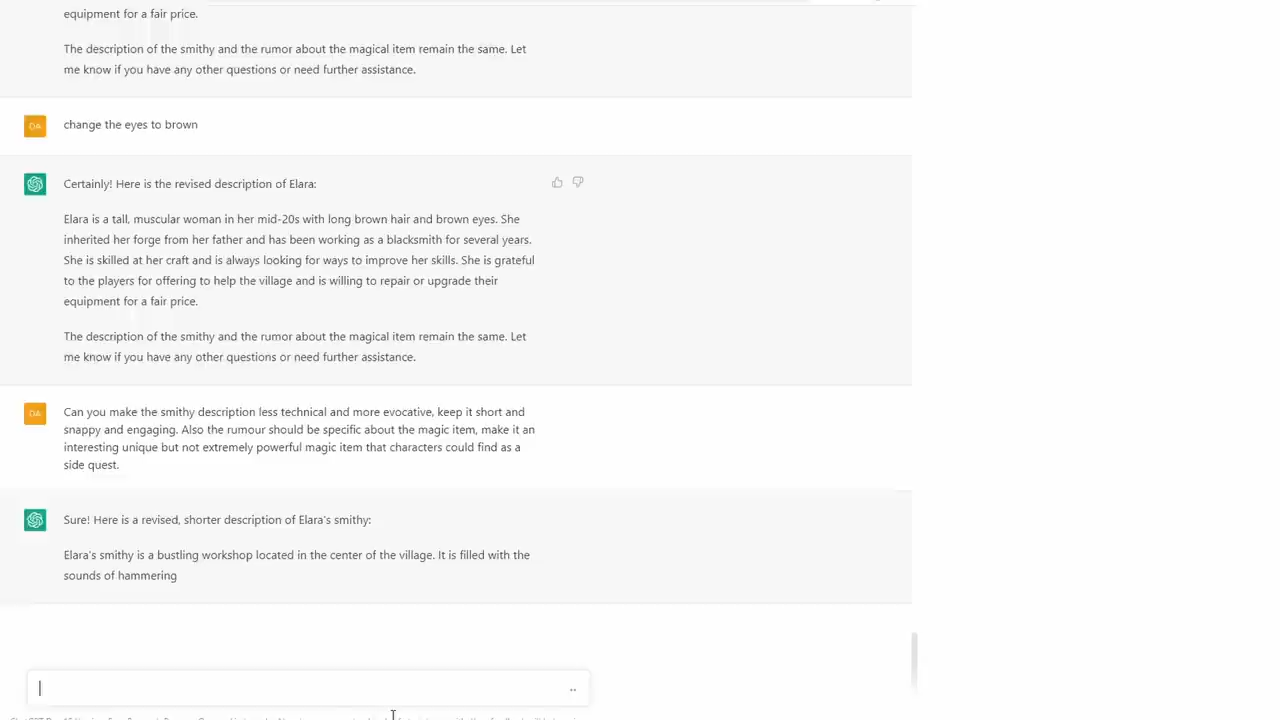 equipment for a fair price.
The description of the smithy and the rumor about the magical item remain the same. Let
me know if you have any other questions or need further assistance.
DA
change the eyes to brown
Certainly! Here is the revised description of Elara:
Elara is a tall, muscular woman in her mid-20s with long brown hair and brown eyes. She
inherited her forge from her father and has been working as a blacksmith for several years.
She is skilled at her craft and is always looking for ways to improve her skills. She is grateful
to the players for offering to help the village and is willing to repair or upgrade their
equipment for a fair price.
The description of the smithy and the rumor about the magical item remain the same. Let
me know if you have any other questions or need further assistance.
DA
Can you make the smithy description less technical and more evocative, keep it short and
snappy and engaging. Also the rumour should be specific about the magic item, make it an
interesting unique but not extremely powerful magic item that characters could find as a
side quest.
Sure! Here is a revised, shorter description of Elara's smithy:
Elara's smithy is a bustling workshop located in the center of the village. It is filled with the
sounds of hammering